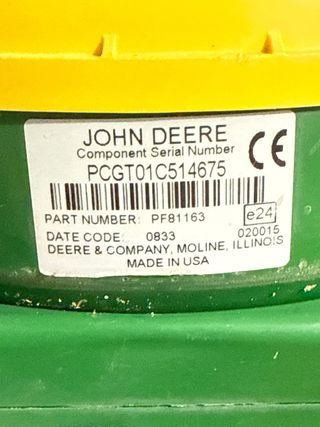 JOHN DEERE
Component Serial Number
PCGT01C514675
CE
PART NUMBER: PF81163
e24
DATE CODE: 0833
020015
DEERE & COMPANY, MOLINE, ILLINOIS
MADE IN USA